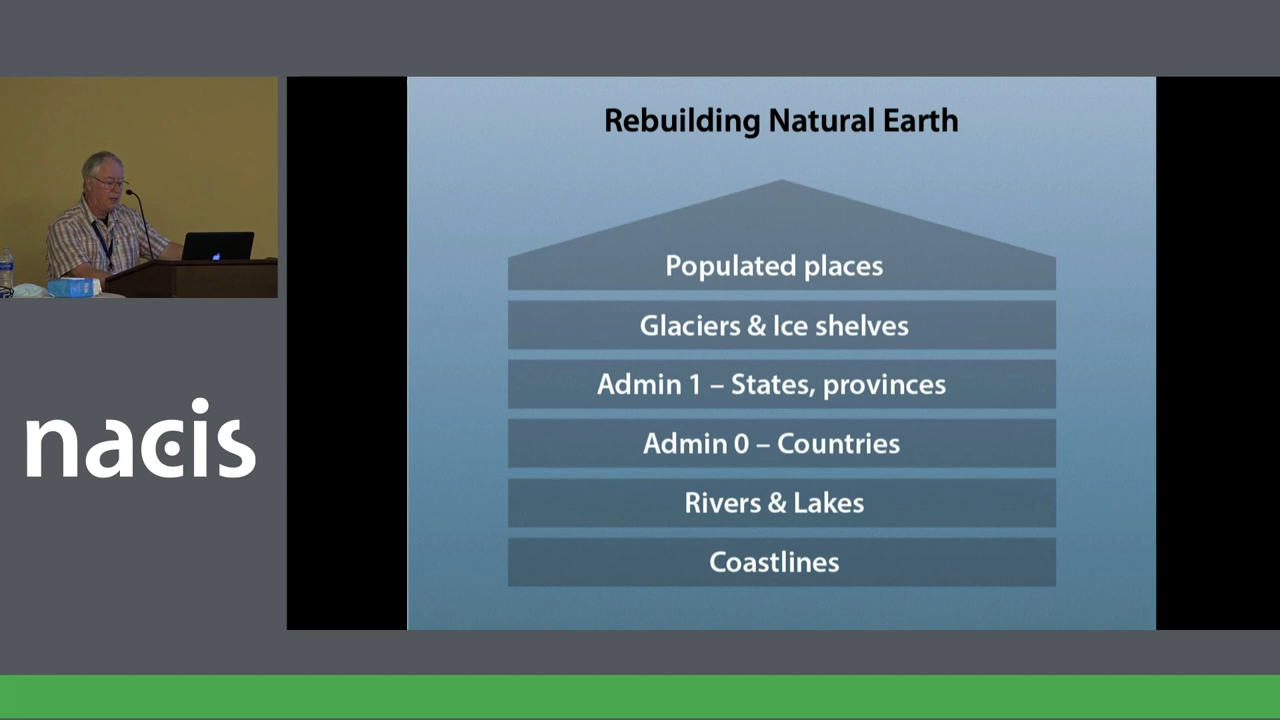 Rebuilding Natural Earth
Populated places
Glaciers & Ice shelves
Admin 1 – States, provinces
Admin 0 – Countries
Rivers & Lakes
Coastlines
nacis